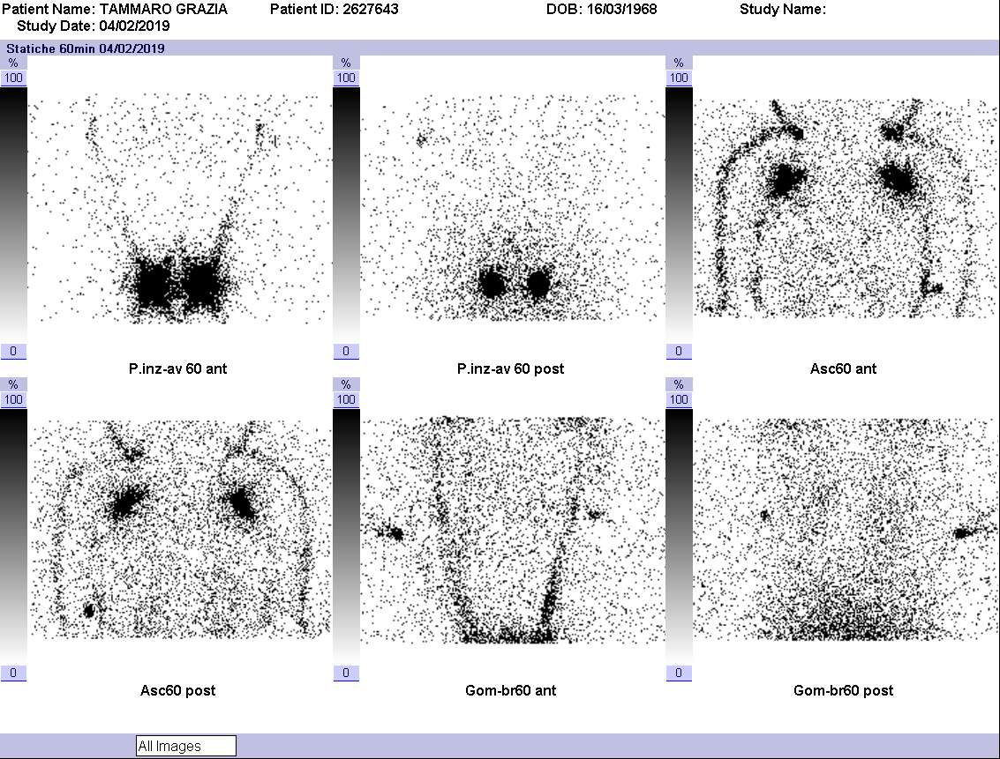 Patient Name: TAMMARO GRAZIA Patient ID: 2627643 DOB: 16/03/1968 Study Name:
Study Date: 04/02/2019
Statiche 60min 04/02/2019
% % %
100 100 100
0 0 0
P.inz-av 60 ant P.inz-av 60 post Asc60 ant
% % %
100 100 100
0 0 0
Asc60 post Gom-br60 ant Gom-br60 post
All Images